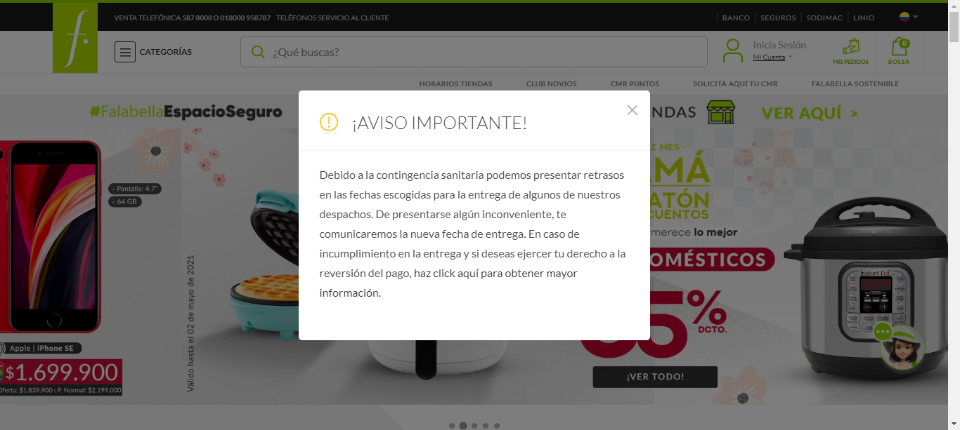 VENTA TELEFÓNICA 587 8008 O 018000 958787 TELÉFONOS SERVICIO AL CLIENTE
BANCO SEGUROS SODIMAC LINIO
f.
CATEGORÍAS
¿Qué buscas?
Inicia Sesión
Mi Cuenta
MIS PEDIDOS
0
BOLSA
HORARIOS TIENDAS CLUB NOVIOS CMR PUNTOS SOLICITA AQUÍ TU CMR FALABELLA SOSTENIBLE
#FalabellaEspacioSeguro
NDAS VER AQUÍ >
¡AVISO IMPORTANTE!
Debido a la contingencia sanitaria podemos presentar retrasos
en las fechas escogidas para la entrega de algunos de nuestros
despachos. De presentarse algún inconveniente, te
comunicaremos la nueva fecha de entrega. En caso de
incumplimiento en la entrega y si deseas ejercer tu derecho a la
reversión del pago, haz click aquí para obtener mayor
información.
- Pantalla: 4.7"
- 64 GB
Apple | iPhone SE
$1.699.900
Oferta: $1.839.900 I P. Normal: $2.199.000
Válido hasta el 02 de mayo de 2021
Z MES -
MÁ
ATÓN
CUENTOS
merece lo mejor
OMÉSTICOS
5%
DCTO.
¡VER TODO!
Instant Pot